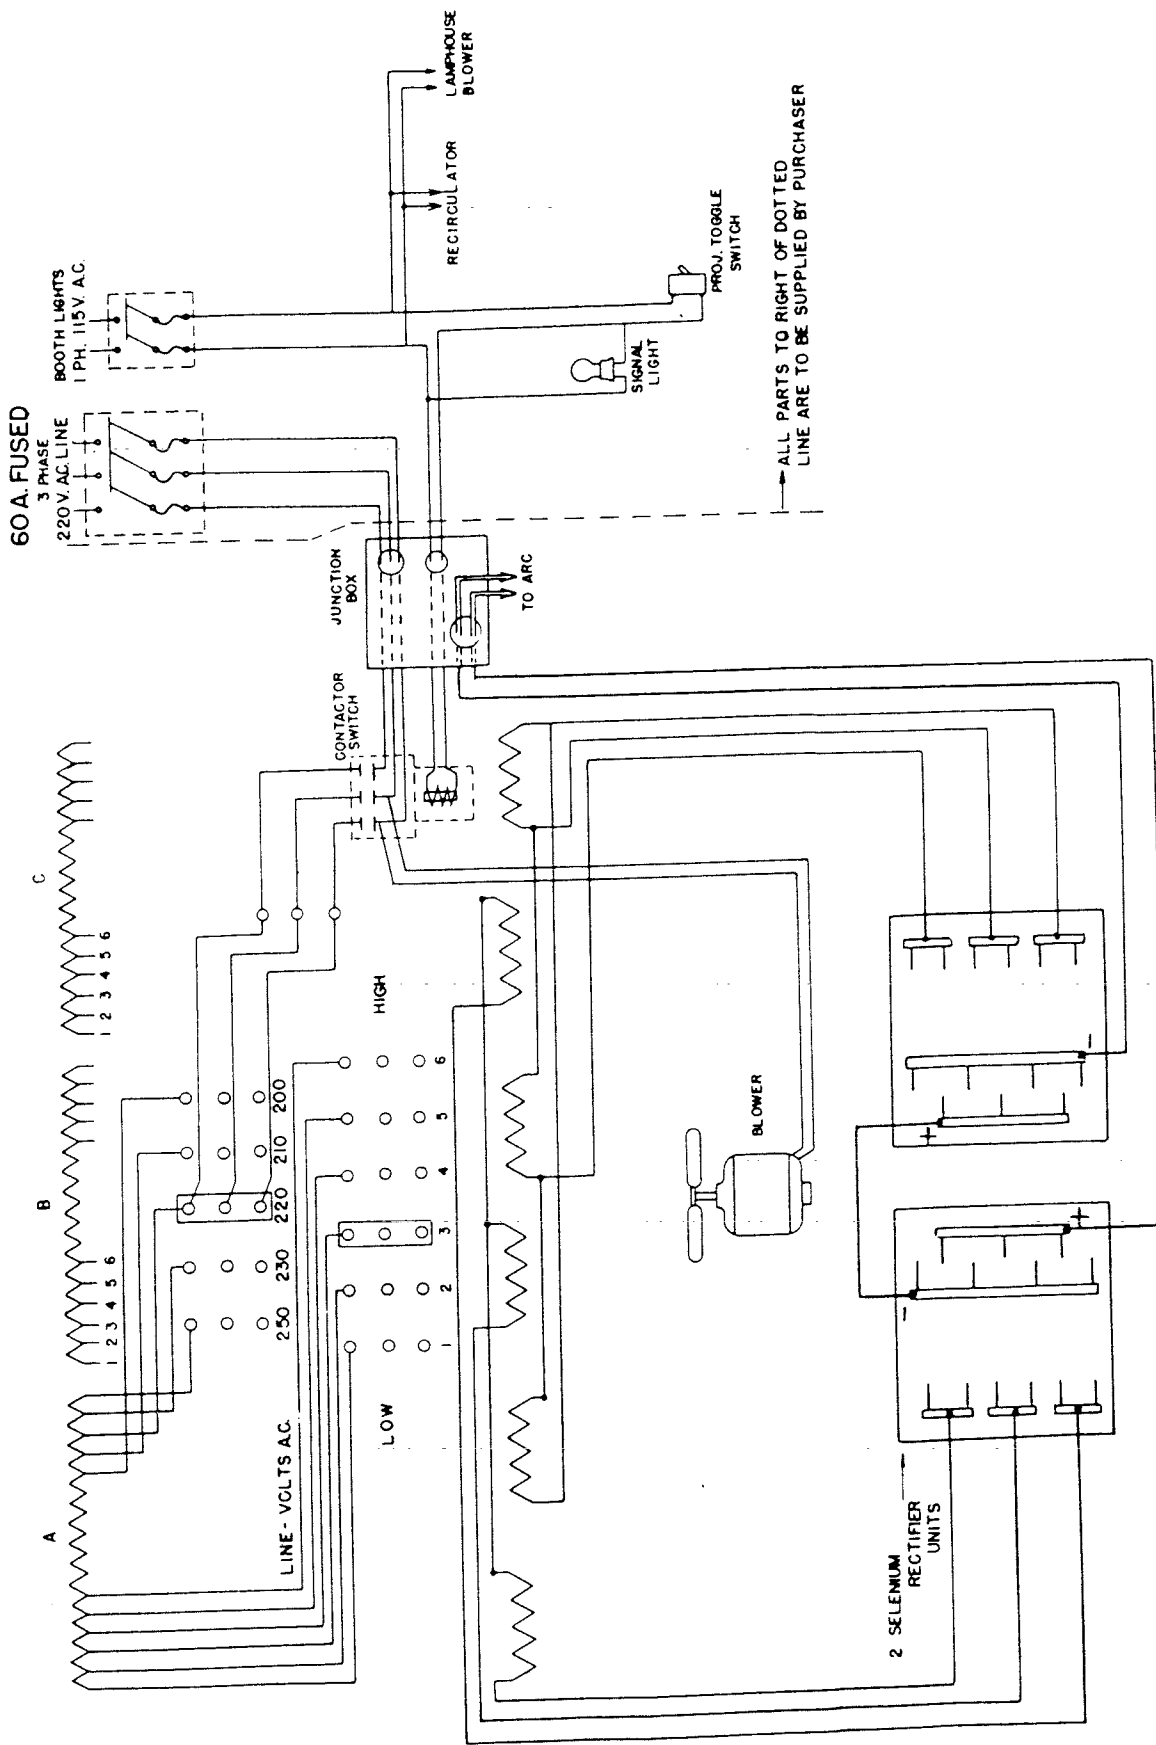 60 A. FUSED
3 PHASE
220 V. AC. LINE
BOOTH LIGHTS
1 PH. 115 V. A.C.
LAMPHOUSE
BLOWER
RECIRCULATOR
PROJ. TOGGLE
SWITCH
SIGNAL
LIGHT
ALL PARTS TO RIGHT OF DOTTED
LINE ARE TO BE SUPPLIED BY PURCHASER
JUNCTION
BOX
TO ARC
CONTACTOR
SWITCH
A
B
C
1 2 3 4 5 6
1 2 3 4 5 6
LINE - VOLTS A.C.
250 230 220 210 200
LOW
HIGH
1 2 3 4 5 6
BLOWER
2 SELENIUM
RECTIFIER
UNITS
- +
+ -